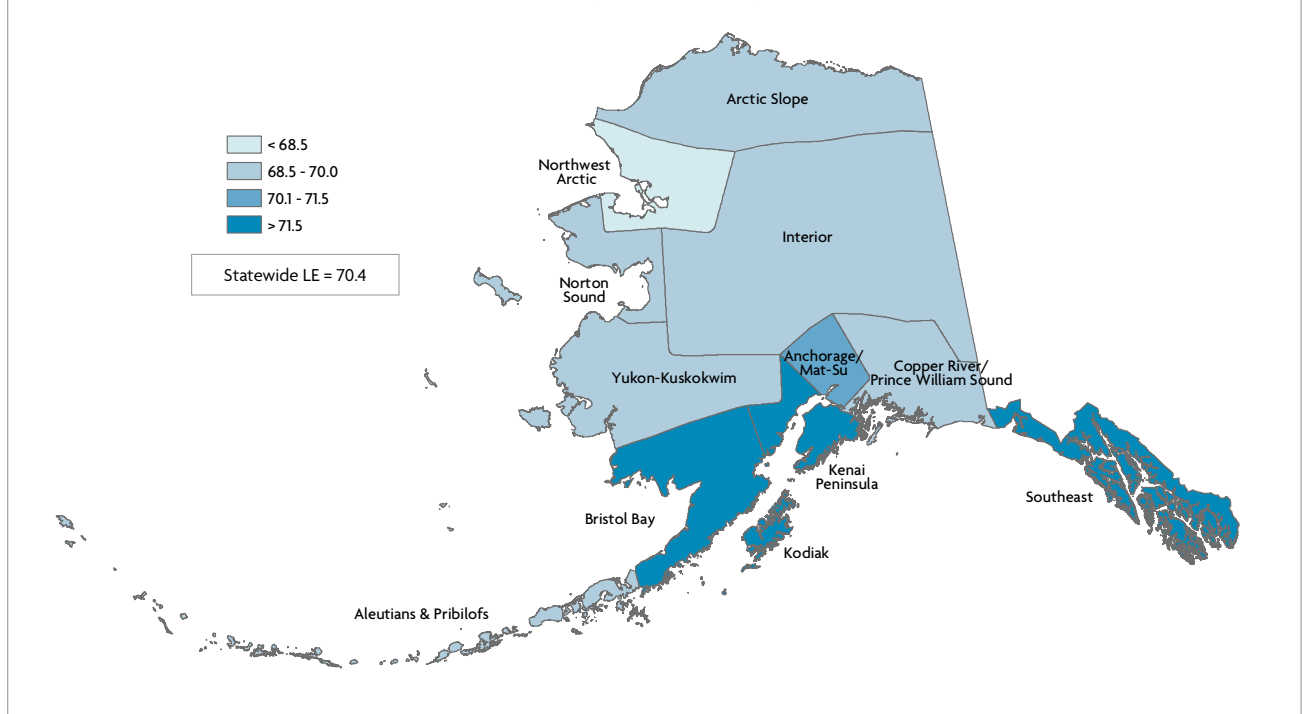 Arctic Slope
< 68.5
68.5 - 70.0
70.1 - 71.5
> 71.5
Statewide LE = 70.4
Northwest
Arctic
Interior
Norton
Sound
Anchorage/
Mat-Su
Copper River/
Prince William Sound
Yukon-Kuskokwim
Kenai
Peninsula
Southeast
Bristol Bay
Kodiak
Aleutians & Pribilofs